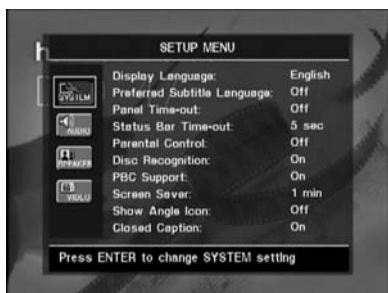 SETUP MENU
SYSTEM
AUDIO
SPEAKER
VIDEO
Display Language: English
Preferred Subtitle Language: Off
Panel Time-out: Off
Status Bar Time-out: 5 sec
Parental Control: Off
Disc Recognition: On
PBC Support: On
Screen Saver: 1 min
Show Angle Icon: Off
Closed Caption: On
Press ENTER to change SYSTEM setting